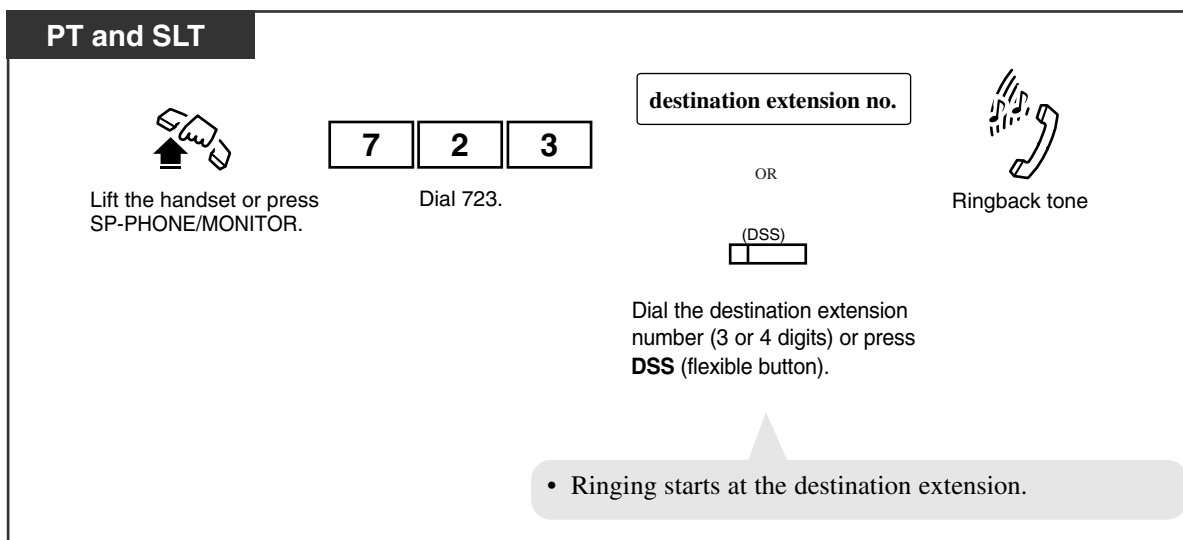 PT and SLT
Lift the handset or press
SP-PHONE/MONITOR.
7 2 3
Dial 723.
destination extension no.
OR
(DSS)
Dial the destination extension
number (3 or 4 digits) or press
DSS (flexible button).
Ringback tone
• Ringing starts at the destination extension.